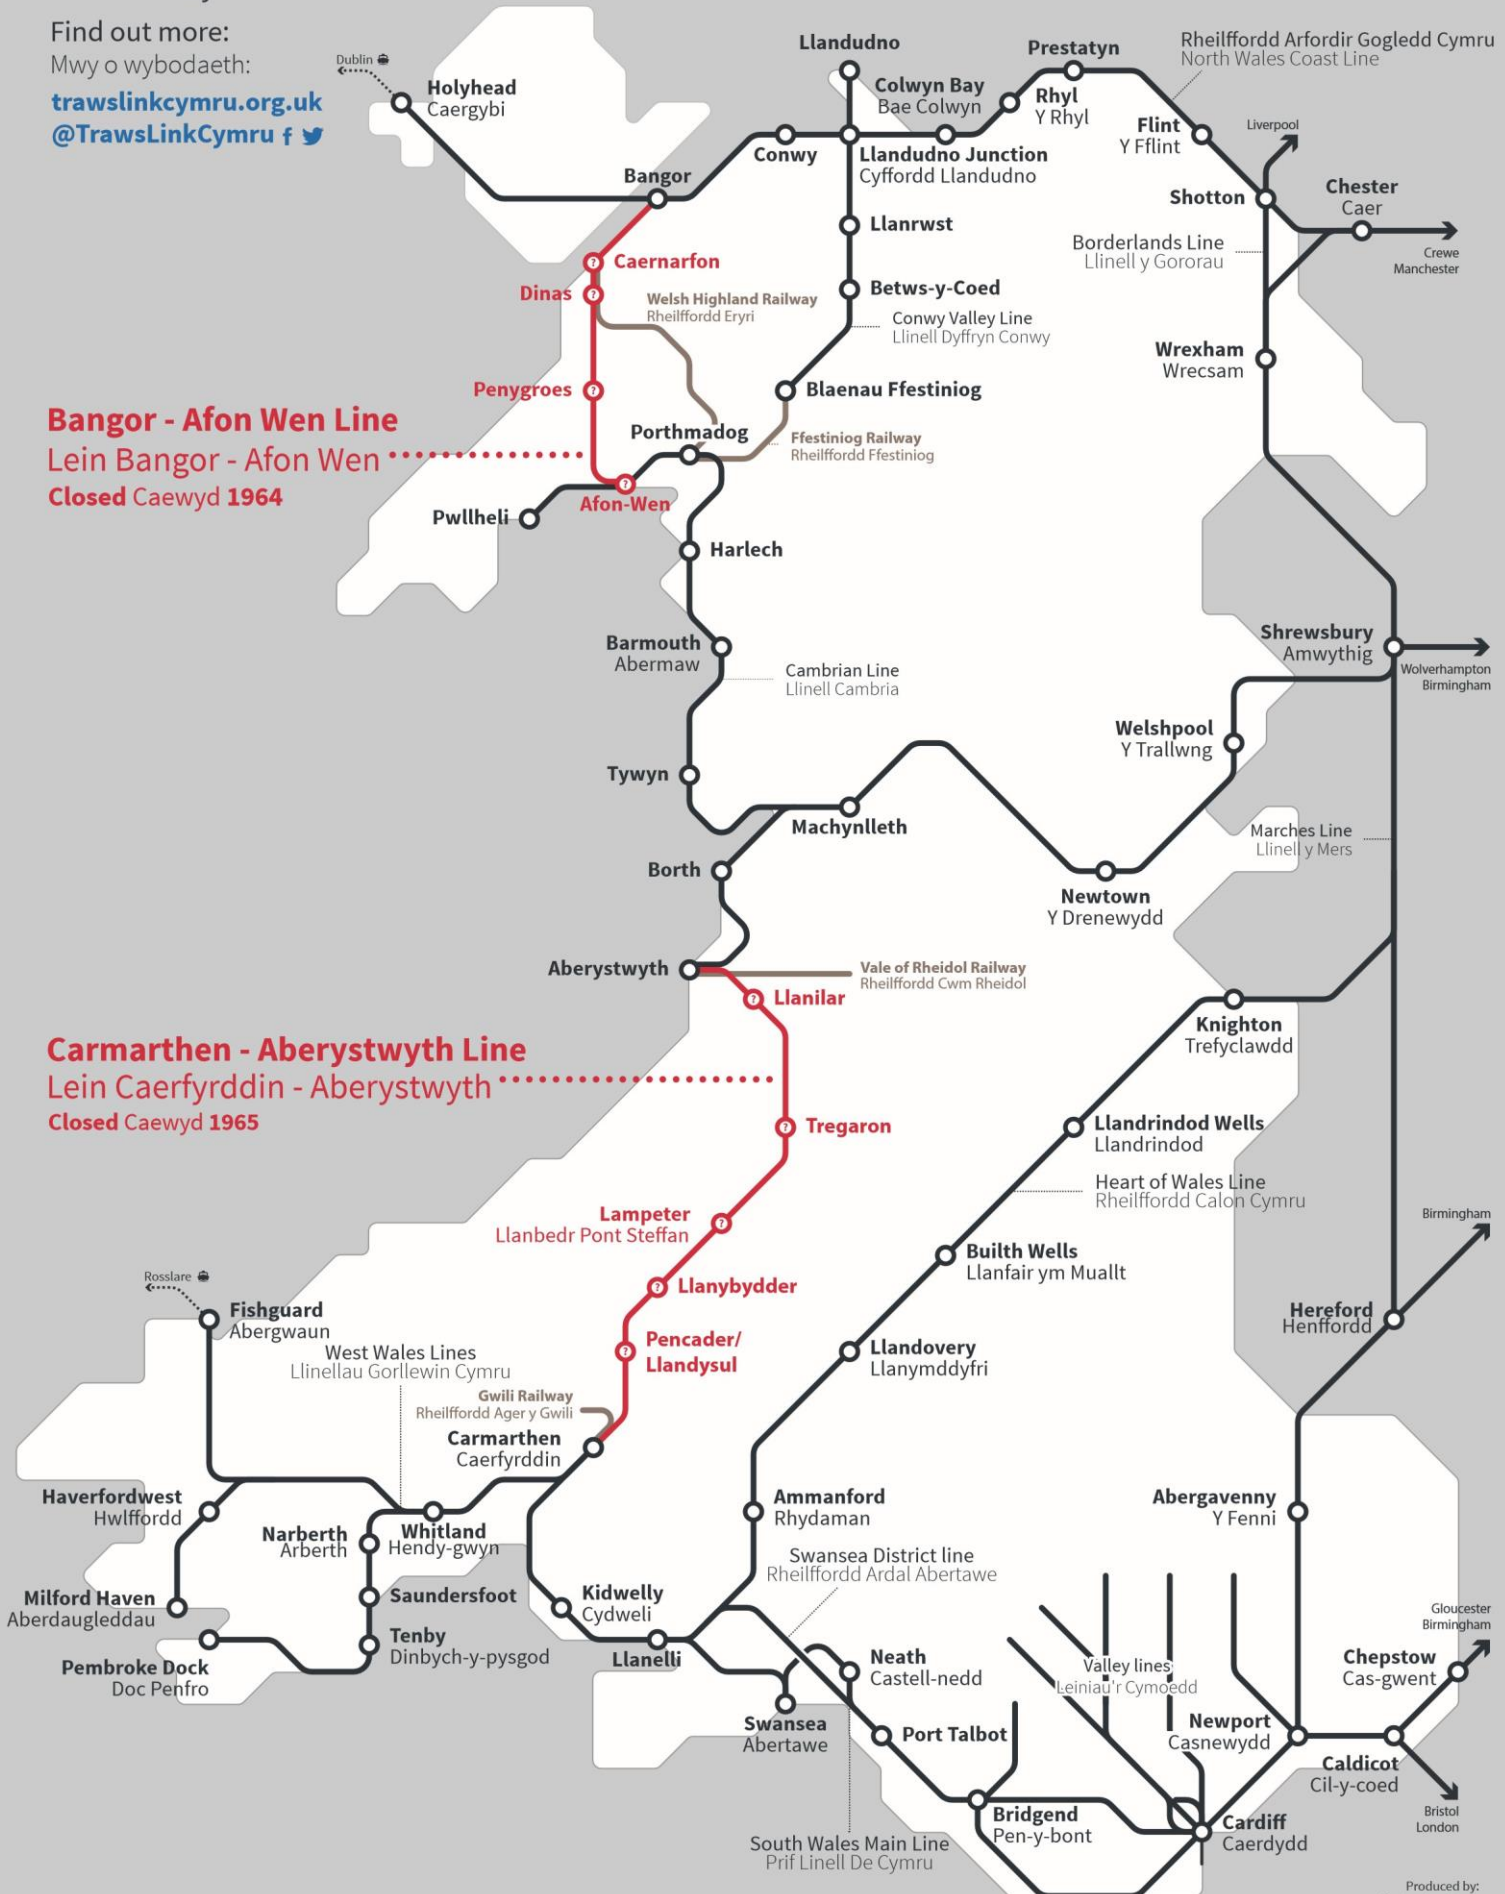 Find out more:
Mwy o wybodaeth:
trawslinkcymru.org.uk
@TrawsLinkCymru
Dublin
Holyhead
Caergybi
Llandudno
Colwyn Bay
Bae Colwyn
Prestatyn
Rhyl
Y Rhyl
Rheilffordd Arfordir Gogledd Cymru
North Wales Coast Line
Flint
Y Fflint
Liverpool
Conwy
Llandudno Junction
Cyffordd Llandudno
Bangor
Shotton
Chester
Caer
Llanrwst
Borderlands Line
Llinell y Gororau
Crewe
Manchester
Caernarfon
Dinas
Welsh Highland Railway
Rheilffordd Eryri
Betws-y-Coed
Conwy Valley Line
Llinell Dyffryn Conwy
Wrexham
Wrecsam
Penygroes
Blaenau Ffestiniog
Bangor - Afon Wen Line
Lein Bangor - Afon Wen
Closed Caewyd 1964
Porthmadog
Ffestiniog Railway
Rheilffordd Ffestiniog
Afon-Wen
Pwllheli
Harlech
Barmouth
Abermaw
Cambrian Line
Llinell Cambria
Shrewsbury
Amwythig
Wolverhampton
Birmingham
Welshpool
Y Trallwng
Tywyn
Machynlleth
Marches Line
Llinell y Mers
Borth
Newtown
Y Drenewydd
Aberystwyth
Vale of Rheidol Railway
Rheilffordd Cwm Rheidol
Llanilar
Knighton
Trefyclawdd
Carmarthen - Aberystwyth Line
Lein Caerfyrddin - Aberystwyth
Closed Caewyd 1965
Tregaron
Llandrindod Wells
Llandrindod
Heart of Wales Line
Rheilffordd Calon Cymru
Lampeter
Llanbedr Pont Steffan
Birmingham
Builth Wells
Llanfair ym Muallt
Rosslare
Llanybydder
Fishguard
Abergwaun
Hereford
Henffordd
West Wales Lines
Llinellau Gorllewin Cymru
Pencader/
Llandysul
Llandovery
Llanymddyfri
Gwili Railway
Rheilffordd Ager y Gwili
Carmarthen
Caerfyrddin
Haverfordwest
Hwlffordd
Narberth
Arberth
Whitland
Hendy-gwyn
Ammanford
Rhydaman
Abergavenny
Y Fenni
Swansea District line
Rheilffordd Ardal Abertawe
Milford Haven
Aberdaugleddau
Saundersfoot
Kidwelly
Cydweli
Tenby
Dinbych-y-pysgod
Llanelli
Pembroke Dock
Doc Penfro
Neath
Castell-nedd
Valley lines
Leiniau'r Cymoedd
Gloucester
Birmingham
Chepstow
Cas-gwent
Swansea
Abertawe
Port Talbot
Newport
Casnewydd
Caldicot
Cil-y-coed
Bridgend
Pen-y-bont
Cardiff
Caerdydd
Bristol
London
South Wales Main Line
Prif Linell De Cymru
Produced by: